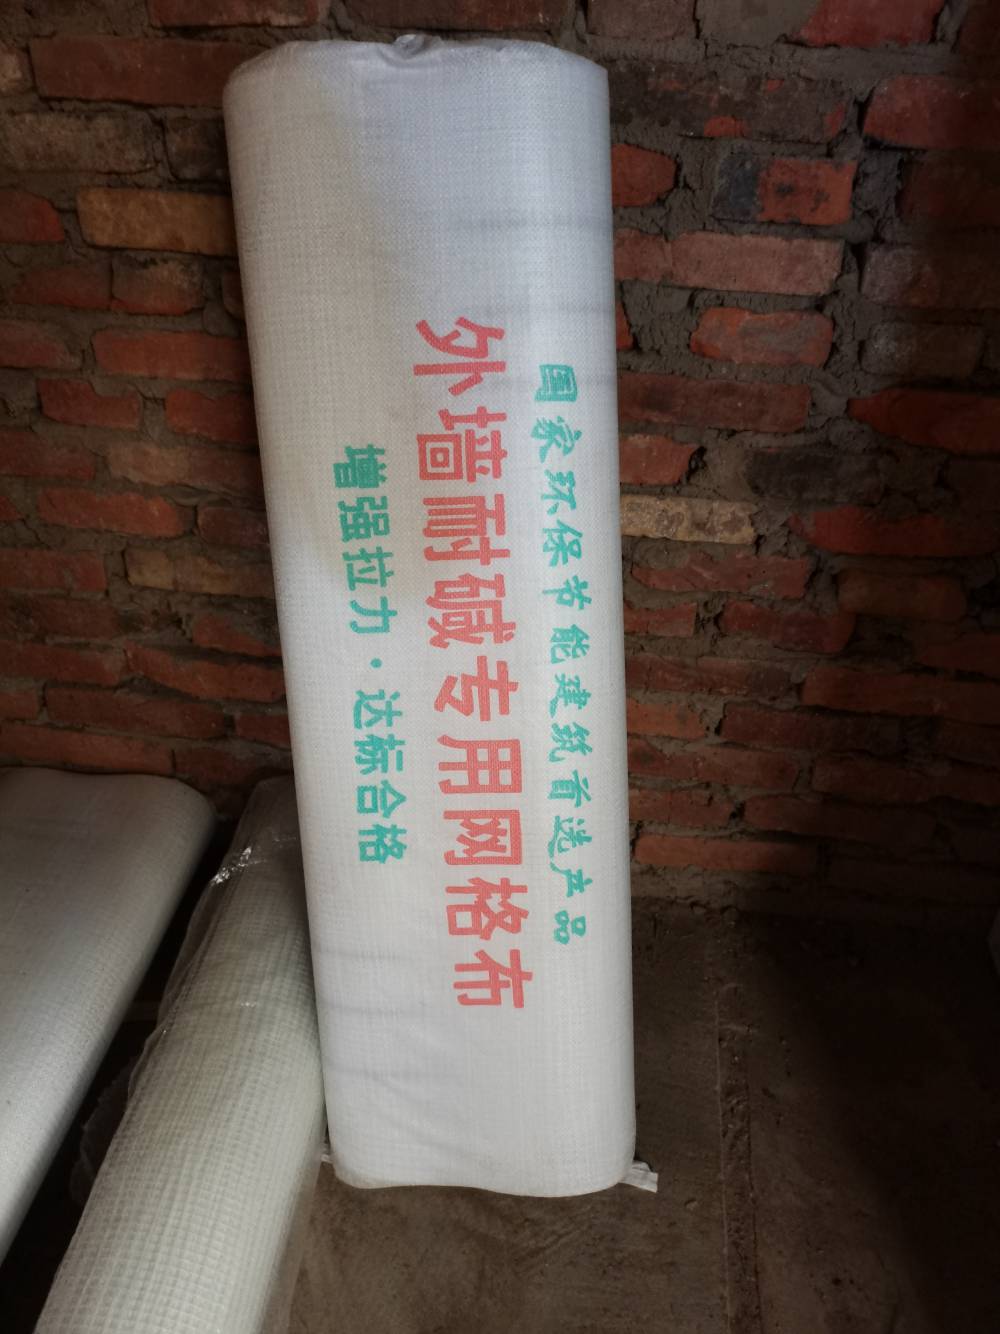 国家环保节能建筑首选产品
外墙耐碱专用网格布
增强拉力·达标合格